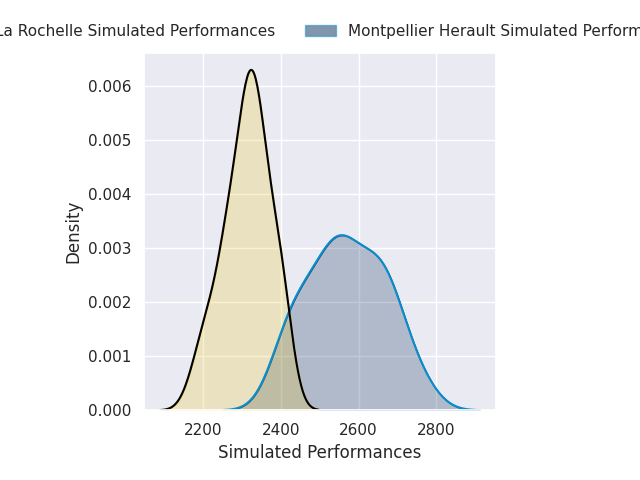 La Rochelle Simulated Performances
Montpellier Herault Simulated Perform
0.006
0.005
0.004
0.003
0.002
0.001
0.000
Density
2200 2400 2600 2800
Simulated Performances